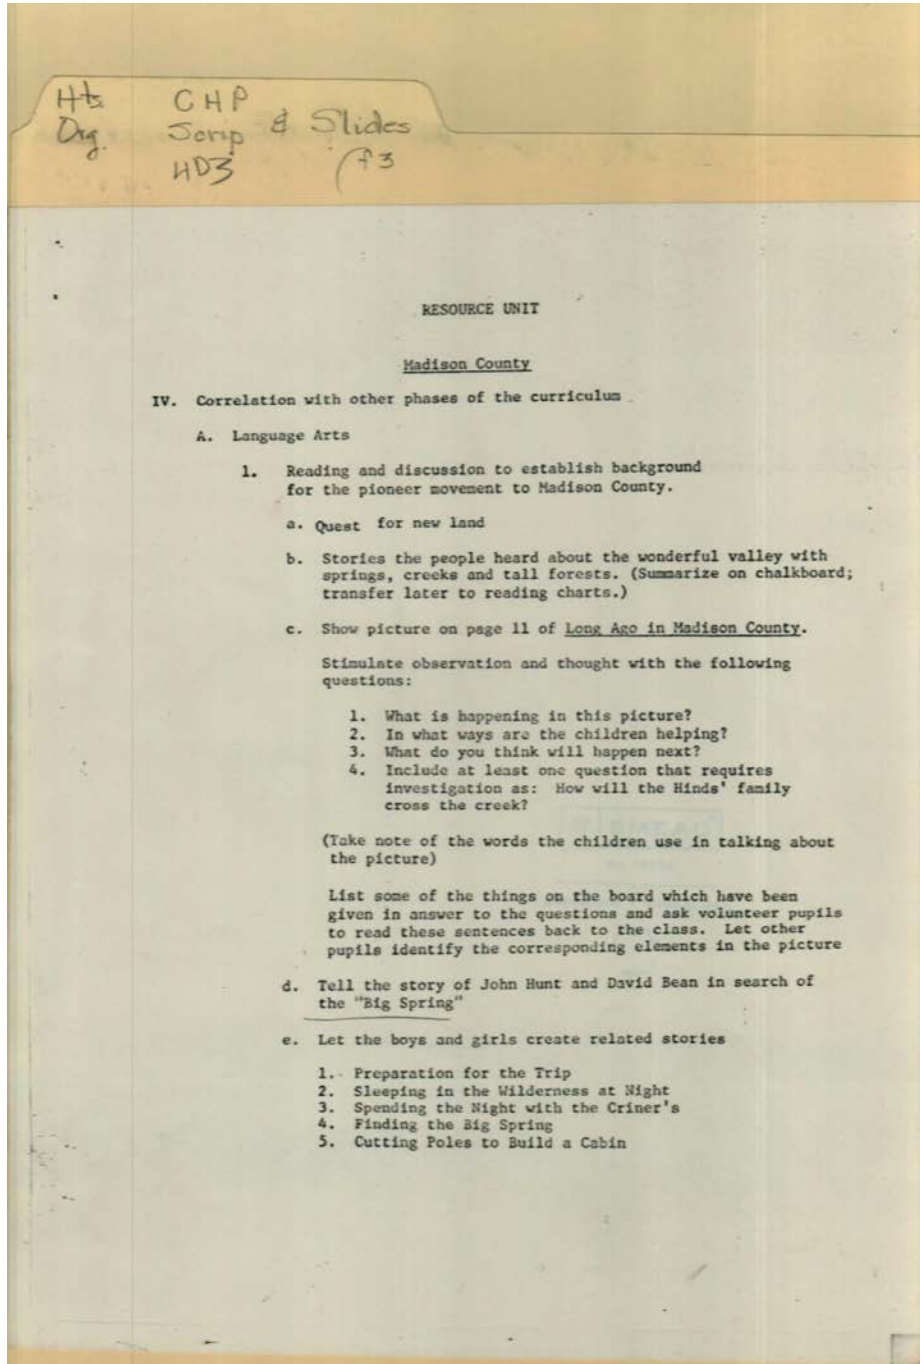 Hts. CHP
Org. Scrip & Slides
HD3 f3
RESOURCE UNIT
Madison County
IV. Correlation with other phases of the curriculum
A. Language Arts
1. Reading and discussion to establish background
for the pioneer movement to Madison County.
a. Quest for new land
b. Stories the people heard about the wonderful valley with
springs, creeks and tall forests. (Summarize on chalkboard;
transfer later to reading charts.)
c. Show picture on page 11 of Long Ago in Madison County.
Stimulate observation and thought with the following
questions:
1. What is happening in this picture?
2. In what ways are the children helping?
3. What do you think will happen next?
4. Include at least one question that requires
investigation as: How will the Hinds' family
cross the creek?
(Take note of the words the children use in talking about
the picture)
List some of the things on the board which have been
given in answer to the questions and ask volunteer pupils
to read these sentences back to the class. Let other
pupils identify the corresponding elements in the picture
d. Tell the story of John Hunt and David Bean in search of
the "Big Spring"
e. Let the boys and girls create related stories
1. Preparation for the Trip
2. Sleeping in the Wilderness at Night
3. Spending the Night with the Criner's
4. Finding the Big Spring
5. Cutting Poles to Build a Cabin